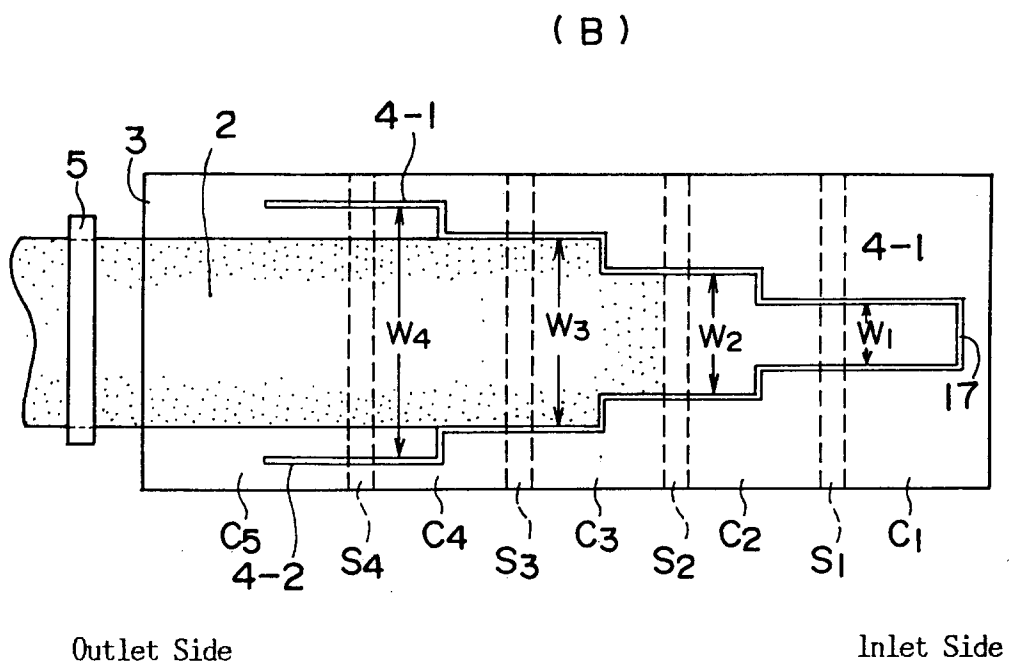 ( B )
4-1
3
2
5
4-1
W4
W3
W2
W1
17
C5
C4
C3
C2
C1
4-2
S4
S3
S2
S1
Outlet Side
Inlet Side